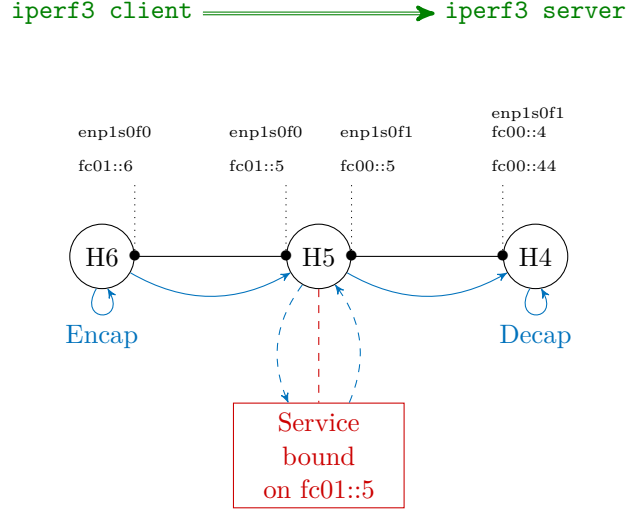 iperf3 client
iperf3 server
enp1s0f0
fc01::6
enp1s0f0
fc01::5
enp1s0f1
fc00::5
enp1s0f1
fc00::4
fc00::44
H6
H5
H4
Encap
Decap
Service
bound
on fc01::5